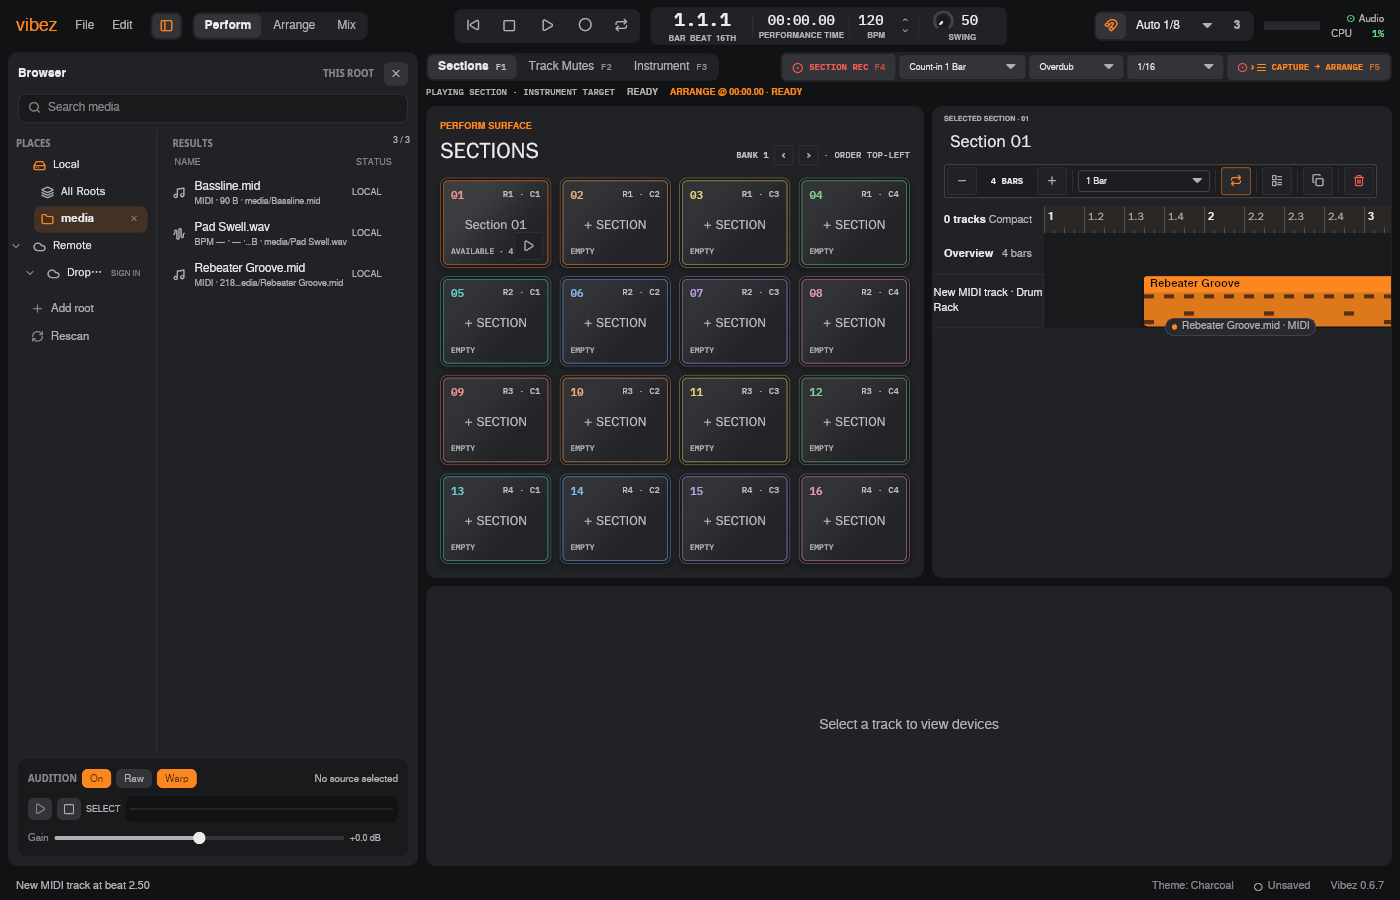 vibez File Edit Perform Arrange Mix
1.1.1 00:00.00 120 50
BAR BEAT 16TH PERFORMANCE TIME BPM SWING
Auto 1/8 3
Audio
CPU 1%
Browser THIS ROOT
Search media
PLACES
Local
All Roots
media
Remote
Drop··· SIGN IN
Add root
Rescan
RESULTS 3 / 3
NAME STATUS
Bassline.mid
MIDI · 90 B · media/Bassline.mid
LOCAL
Pad Swell.wav
BPM — · — ·...B · media/Pad Swell.wav
LOCAL
Rebeater Groove.mid
MIDI · 218...edia/Rebeater Groove.mid
LOCAL
AUDITION On Raw Warp No source selected
SELECT
Gain +0.0 dB
Sections F1 Track Mutes F2 Instrument F3
SECTION REC F4 Count-in 1 Bar Overdub 1/16 CAPTURE → ARRANGE F5
PLAYING SECTION · INSTRUMENT TARGET READY ARRANGE @ 00:00.00 · READY
PERFORM SURFACE
SECTIONS
BANK 1 ‹ › · ORDER TOP-LEFT
01 R1 · C1
Section 01
AVAILABLE · 4
02 R1 · C2
+ SECTION
EMPTY
03 R1 · C3
+ SECTION
EMPTY
04 R1 · C4
+ SECTION
EMPTY
05 R2 · C1
+ SECTION
EMPTY
06 R2 · C2
+ SECTION
EMPTY
07 R2 · C3
+ SECTION
EMPTY
08 R2 · C4
+ SECTION
EMPTY
09 R3 · C1
+ SECTION
EMPTY
10 R3 · C2
+ SECTION
EMPTY
11 R3 · C3
+ SECTION
EMPTY
12 R3 · C4
+ SECTION
EMPTY
13 R4 · C1
+ SECTION
EMPTY
14 R4 · C2
+ SECTION
EMPTY
15 R4 · C3
+ SECTION
EMPTY
16 R4 · C4
+ SECTION
EMPTY
SELECTED SECTION · 01
Section 01
− 4 BARS + 1 Bar
0 tracks Compact
1 1.2 1.3 1.4 2 2.2 2.3 2.4 3
Overview 4 bars
New MIDI track · Drum
Rack
Rebeater Groove
Rebeater Groove.mid · MIDI
Select a track to view devices
New MIDI track at beat 2.50
Theme: Charcoal Unsaved Vibez 0.6.7